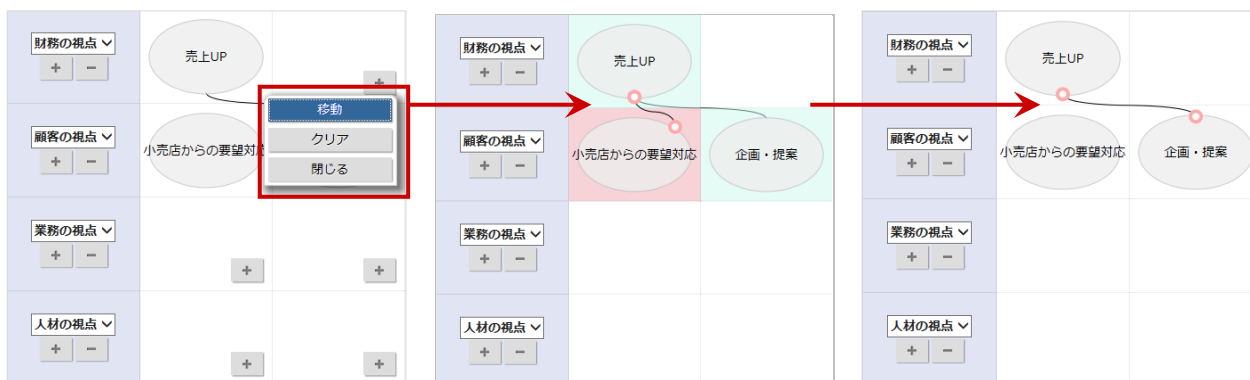 財務の視点
+ −
売上UP
+
移動
クリア
閉じる
顧客の視点
+ −
小売店からの要望対
業務の視点
+ −
+ +
人材の視点
+ −
+ +
財務の視点
+ −
売上UP
顧客の視点
+ −
小売店からの要望対応
企画・提案
業務の視点
+ −
人材の視点
+ −
財務の視点
+ −
売上UP
顧客の視点
+ −
小売店からの要望対応
企画・提案
業務の視点
+ −
人材の視点
+ −